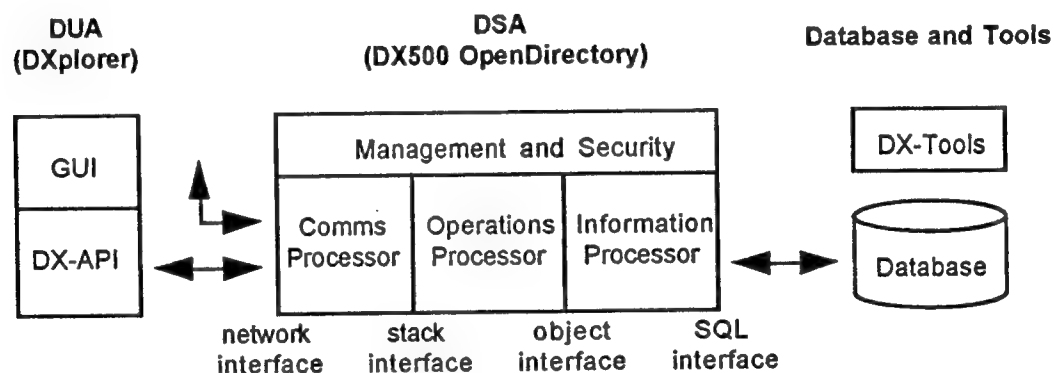 DUA
(DXplorer)
DSA
(DX500 OpenDirectory)
Database and Tools
GUI
DX-API
Management and Security
Comms
Processor
Operations
Processor
Information
Processor
DX-Tools
Database
network
interface
stack
interface
object
interface
SQL
interface